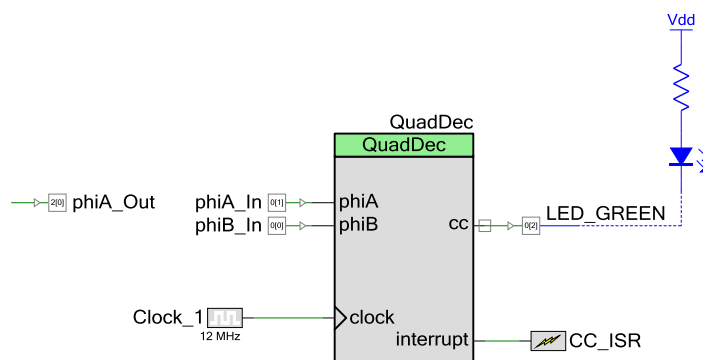 Vdd
QuadDec
QuadDec
2[0] phiA_Out
phiA_In 0[1] phiA
phiB_In 0[0] phiB
cc 0[2] LED_GREEN
Clock_1 clock
12 MHz
interrupt CC_ISR